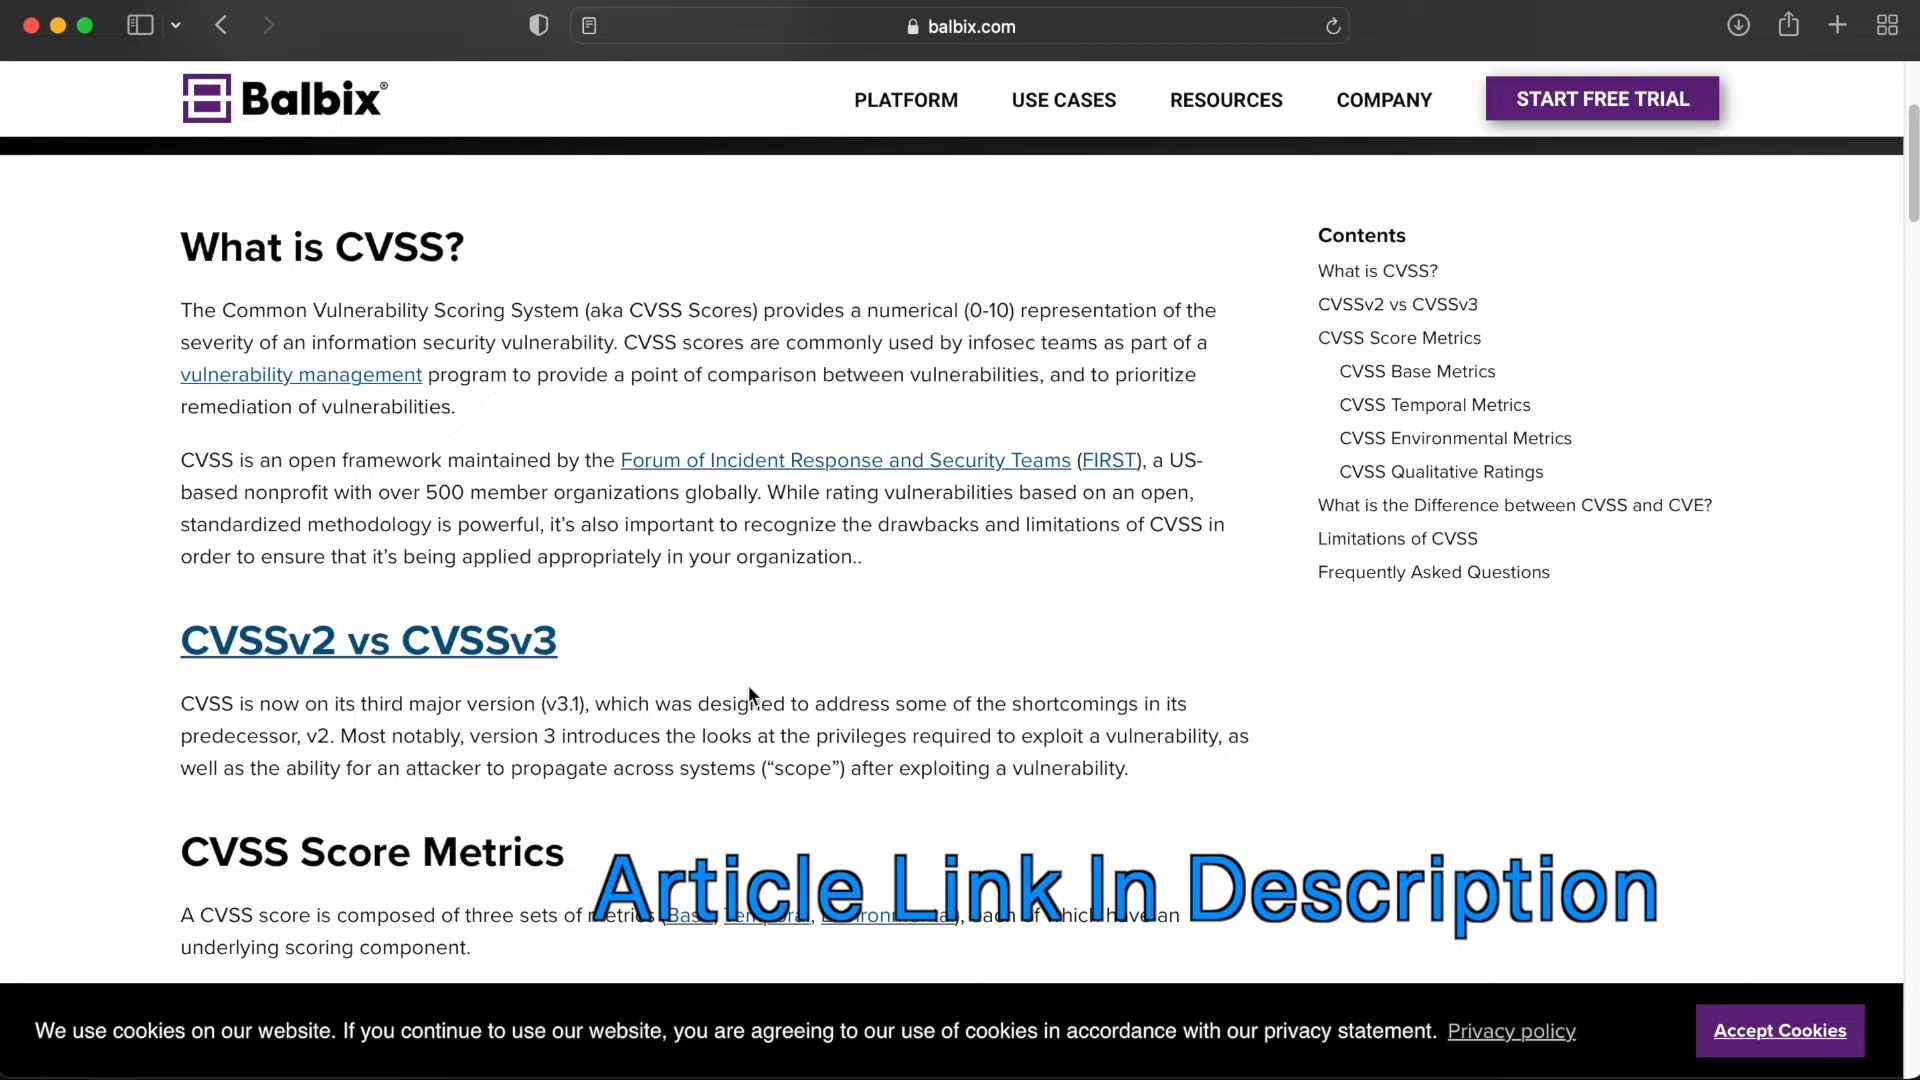 balbix.com
Balbix®
PLATFORM
USE CASES
RESOURCES
COMPANY
START FREE TRIAL
What is CVSS?
The Common Vulnerability Scoring System (aka CVSS Scores) provides a numerical (0-10) representation of the
severity of an information security vulnerability. CVSS scores are commonly used by infosec teams as part of a
vulnerability management program to provide a point of comparison between vulnerabilities, and to prioritize
remediation of vulnerabilities.
CVSS is an open framework maintained by the Forum of Incident Response and Security Teams (FIRST), a US-
based nonprofit with over 500 member organizations globally. While rating vulnerabilities based on an open,
standardized methodology is powerful, it’s also important to recognize the drawbacks and limitations of CVSS in
order to ensure that it’s being applied appropriately in your organization..
CVSSv2 vs CVSSv3
CVSS is now on its third major version (v3.1), which was designed to address some of the shortcomings in its
predecessor, v2. Most notably, version 3 introduces the looks at the privileges required to exploit a vulnerability, as
well as the ability for an attacker to propagate across systems (“scope”) after exploiting a vulnerability.
CVSS Score Metrics
A CVSS score is composed of three sets of metrics (Base, Temporal, Environmental), each of which have an
underlying scoring component.
Contents
What is CVSS?
CVSSv2 vs CVSSv3
CVSS Score Metrics
CVSS Base Metrics
CVSS Temporal Metrics
CVSS Environmental Metrics
CVSS Qualitative Ratings
What is the Difference between CVSS and CVE?
Limitations of CVSS
Frequently Asked Questions
Article Link In Description
We use cookies on our website. If you continue to use our website, you are agreeing to our use of cookies in accordance with our privacy statement. Privacy policy
Accept Cookies